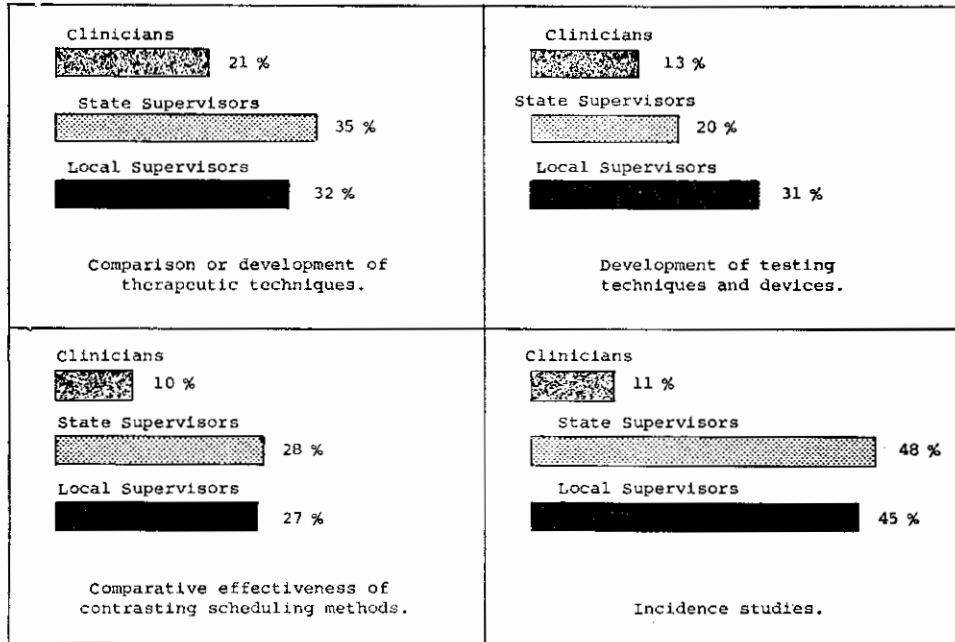 Clinicians
21 %
State Supervisors
35 %
Local Supervisors
32 %
Comparison or development of
therapeutic techniques.
Clinicians
13 %
State Supervisors
20 %
Local Supervisors
31 %
Development of testing
techniques and devices.
Clinicians
10 %
State Supervisors
28 %
Local Supervisors
27 %
Comparative effectiveness of
contrasting scheduling methods.
Clinicians
11 %
State Supervisors
48 %
Local Supervisors
45 %
Incidence studies.